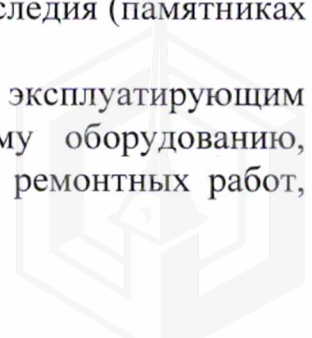 следия (памятниках
эксплуатирующим
му оборудованию,
ремонтных работ,